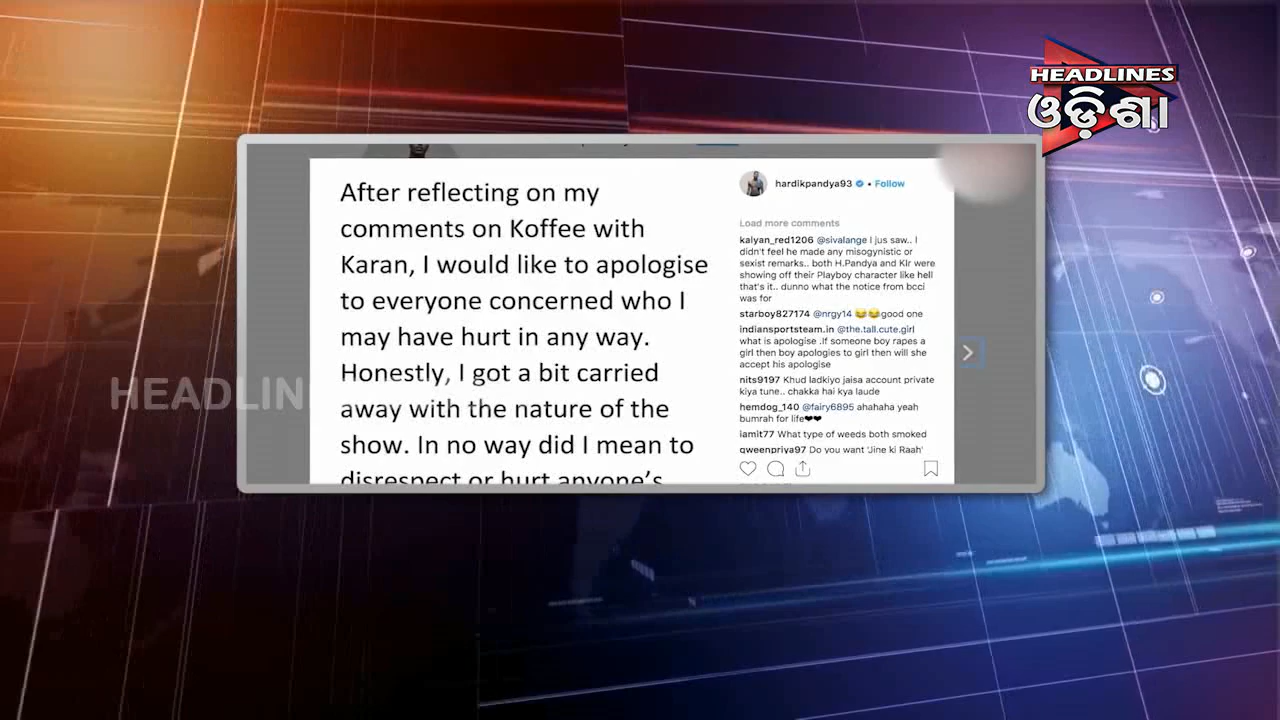 HEADLINES
ଓଡ଼ିଶା
After reflecting on my
comments on Koffee with
Karan, I would like to apologise
to everyone concerned who I
may have hurt in any way.
Honestly, I got a bit carried
away with the nature of the
show. In no way did I mean to
disrespect or hurt anyone’s
hardikpandya93 • Follow
Load more comments
kalyan_red1206 @sivalange I jus saw.. I
didn't feel he made any misogynistic or
sexist remarks.. both H.Pandya and Klr were
showing off their Playboy character like hell
that's it.. dunno what the notice from bcci
was for
starboy827174 @nrgy14 😂😂good one
indiansportsteam.in @the.tall.cute.girl
what is apologise .if someone boy rapes a
girl then boy apologies to girl then will she
accept his apologise
nits9197 Khud ladkiyo jaisa account private
kiya tune.. chakka hai kya laude
hemdog_140 @fairy6895 ahahaha yeah
bumrah for life❤❤
iamit77 What type of weeds both smoked
qweenpriya97 Do you want 'Jine ki Raah'
HEADLIN